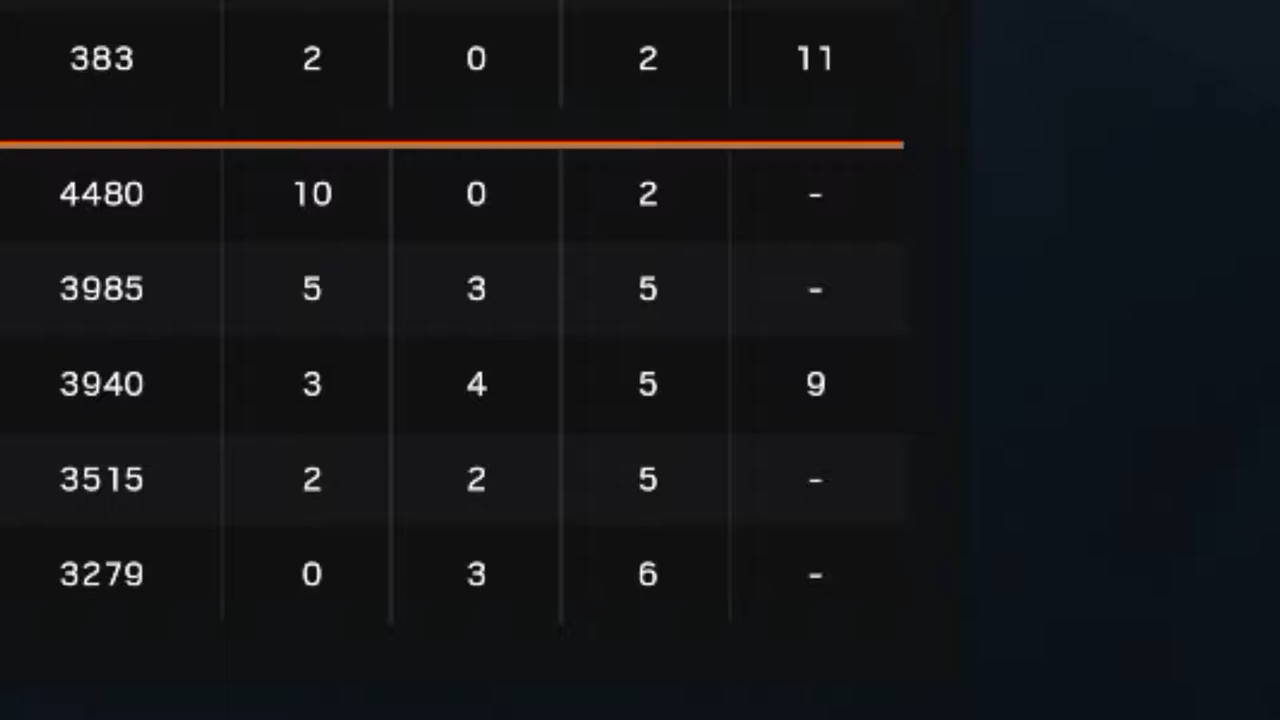 383 2 0 2 11
4480 10 0 2 -
3985 5 3 5 -
3940 3 4 5 9
3515 2 2 5 -
3279 0 3 6 -